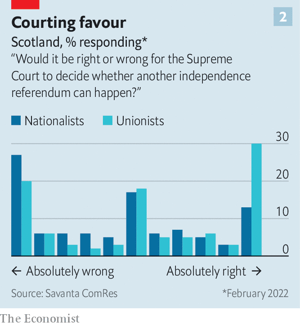 Courting favour
2
Scotland, % responding*
“Would it be right or wrong for the Supreme
Court to decide whether another independence
referendum can happen?”
Nationalists Unionists
30
20
10
0
← Absolutely wrong Absolutely right →
Source: Savanta ComRes *February 2022
The Economist